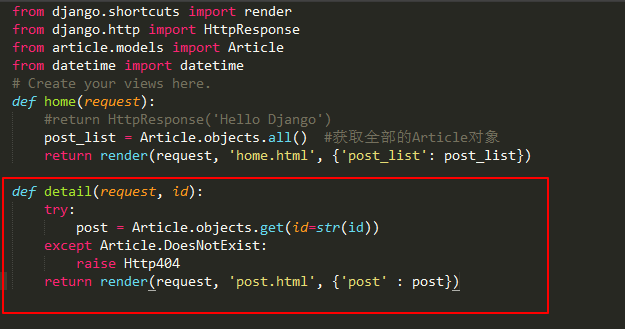 from django.shortcuts import render
from django.http import HttpResponse
from article.models import Article
from datetime import datetime
# Create your views here.
def home(request):
    #return HttpResponse('Hello Django')
    post_list = Article.objects.all()  #获取全部的Article对象
    return render(request, 'home.html', {'post_list': post_list})
def detail(request, id):
    try:
        post = Article.objects.get(id=str(id))
    except Article.DoesNotExist:
        raise Http404
    return render(request, 'post.html', {'post' : post})